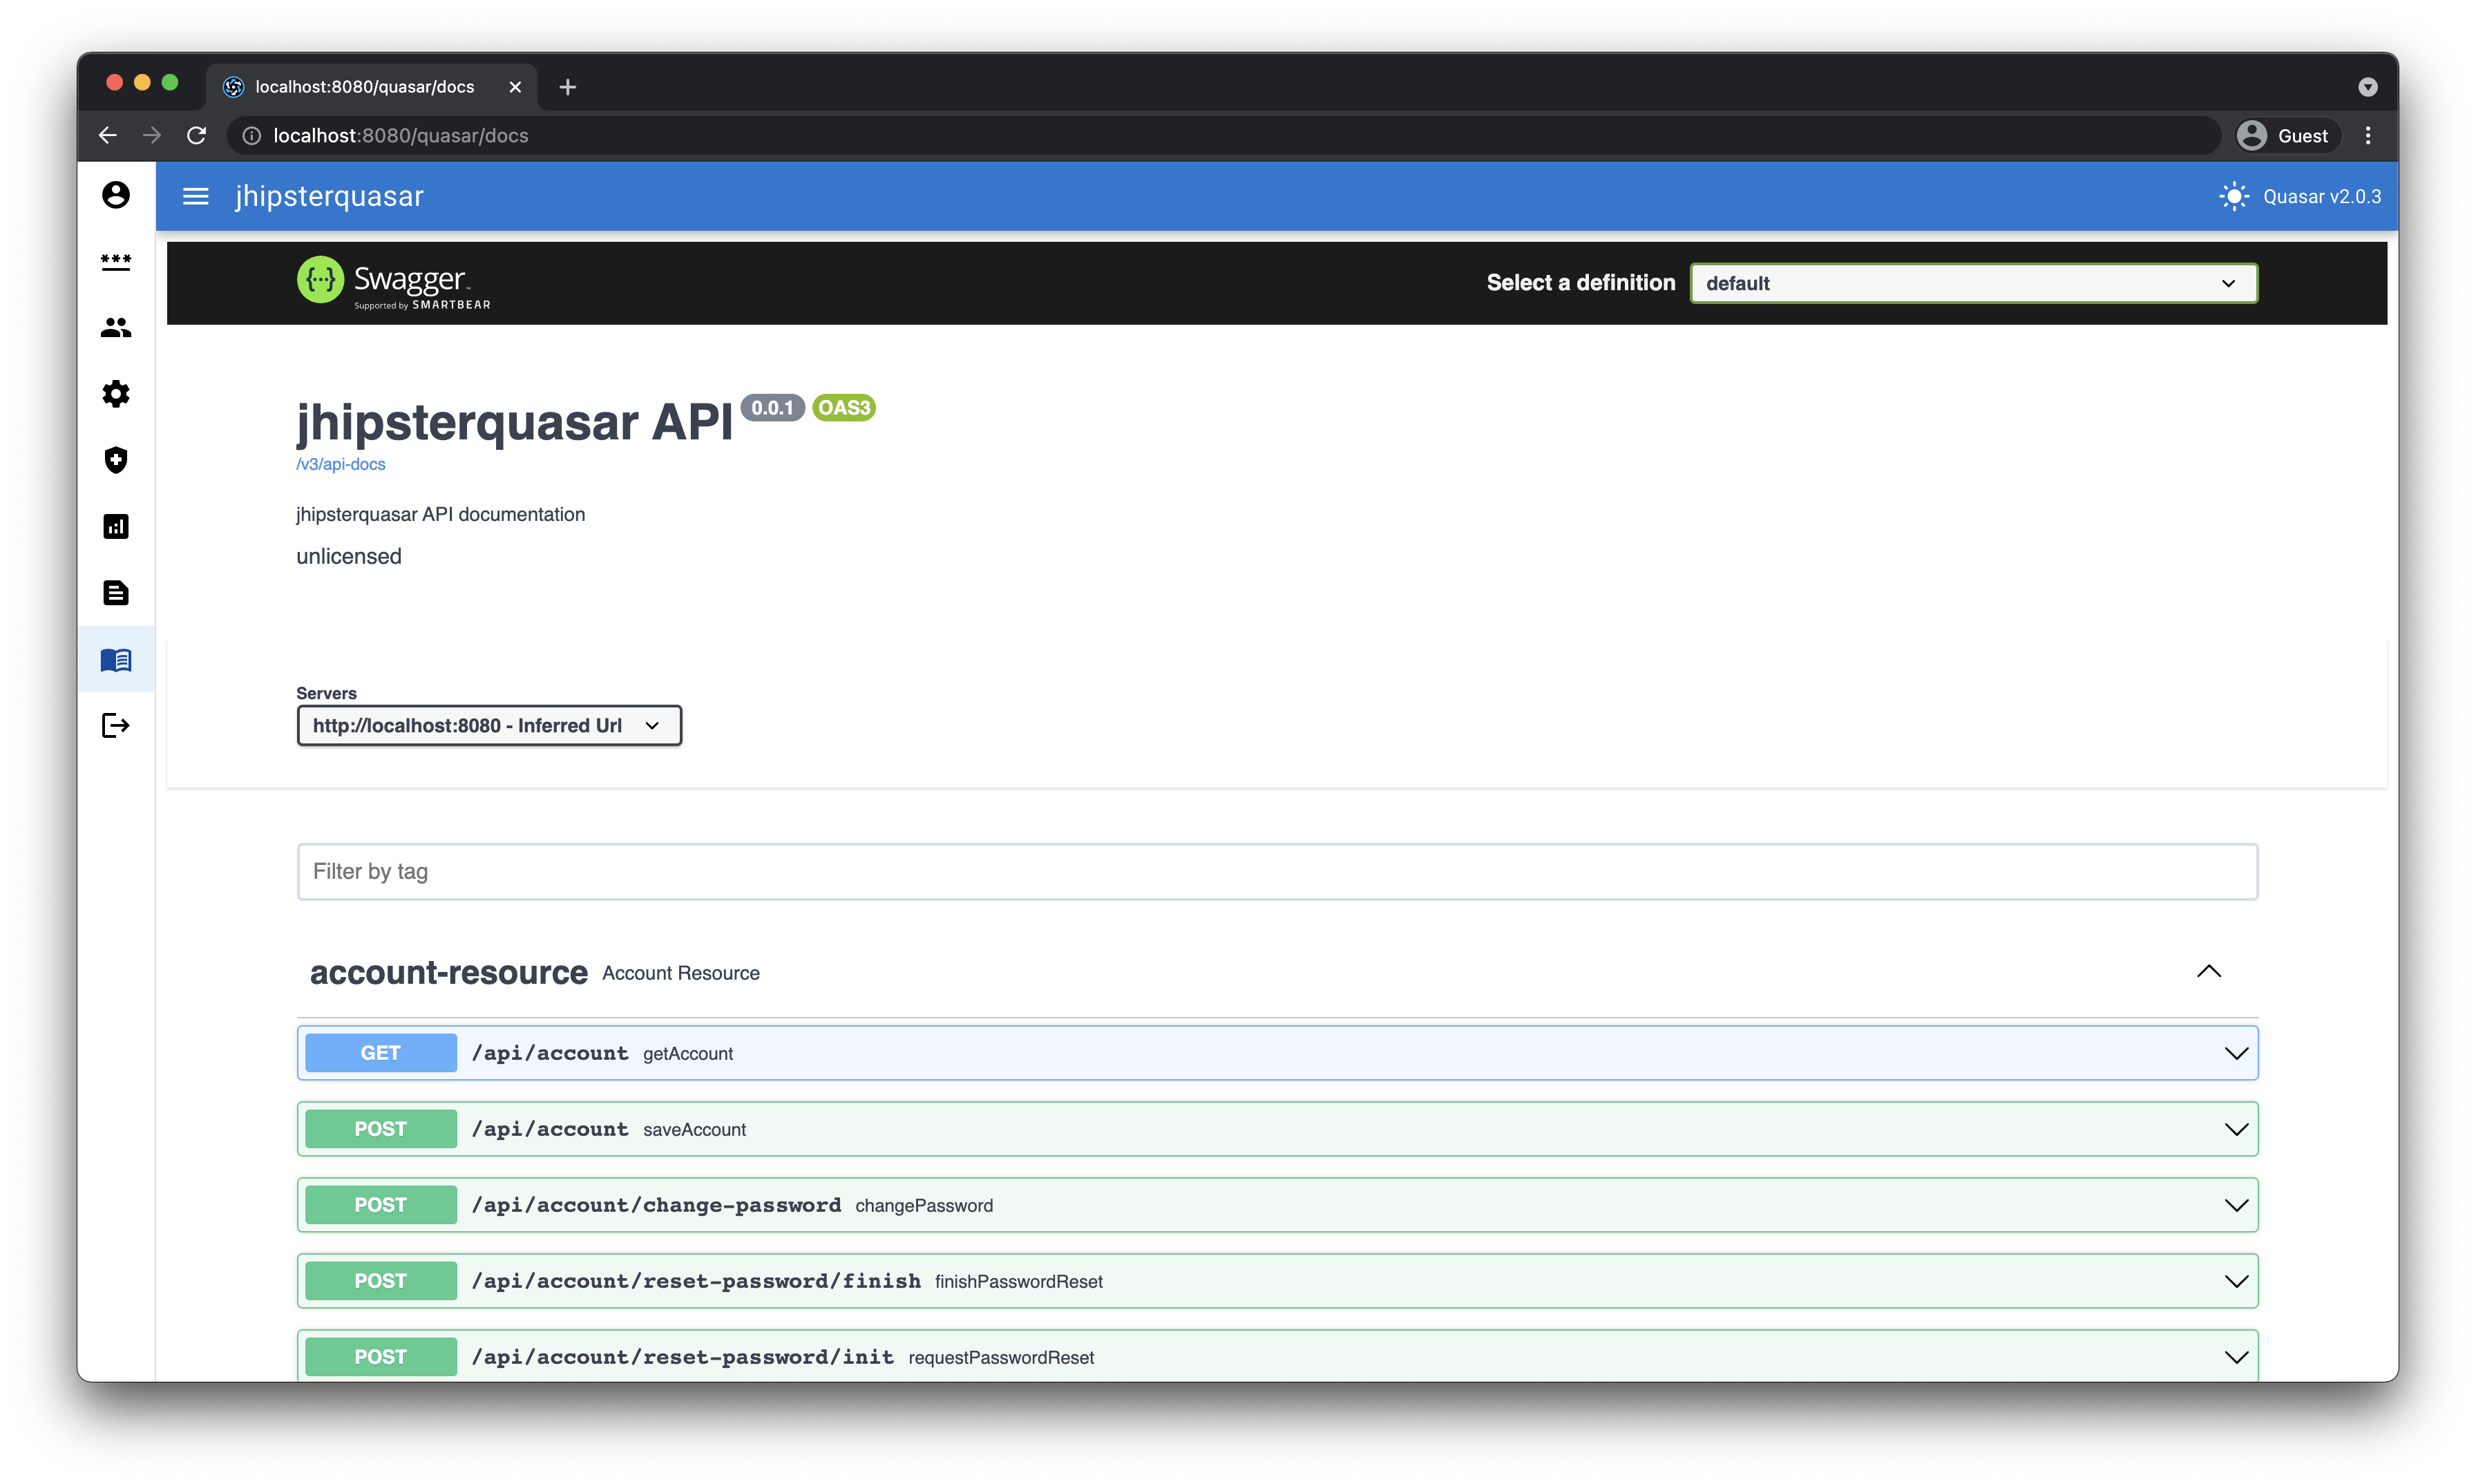 localhost:8080/quasar/docs
localhost:8080/quasar/docs
Guest
jhipsterquasar
Quasar v2.0.3
***
{···}
Swagger™
Supported by SMARTBEAR
Select a definition
default
jhipsterquasar API 0.0.1 OAS3
/v3/api-docs
jhipsterquasar API documentation
unlicensed
Servers
http://localhost:8080 - Inferred Url
Filter by tag
account-resource Account Resource
GET /api/account getAccount
POST /api/account saveAccount
POST /api/account/change-password changePassword
POST /api/account/reset-password/finish finishPasswordReset
POST /api/account/reset-password/init requestPasswordReset